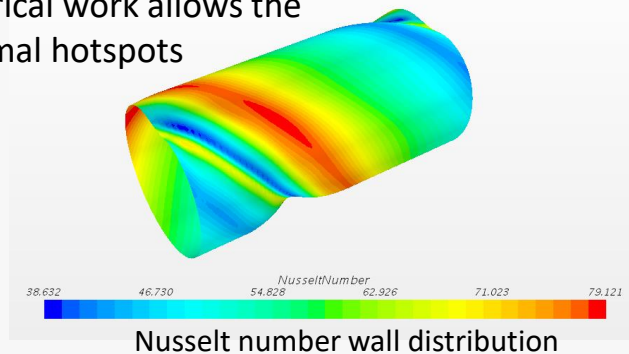 rical work allows the
mal hotspots
NusseltNumber
38.632 46.730 54.828 62.926 71.023 79.121
Nusselt number wall distribution